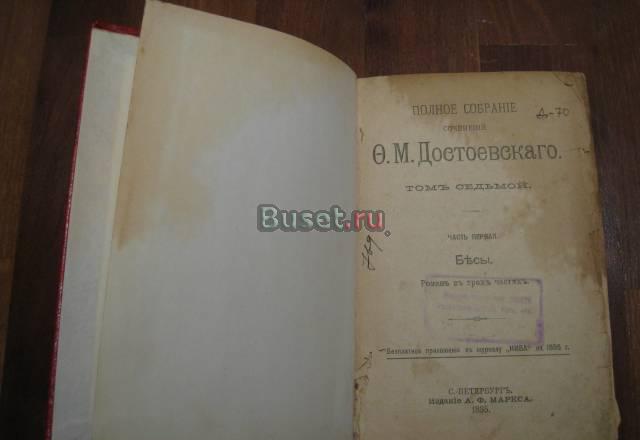 ПОЛНОЕ СОБРАНІЕ
СОЧИНЕНІЙ
Д-70
Ѳ. М. Достоевскаго.
ТОМЪ СЕДЬМОЙ.
Buset.ru
ЧАСТЬ ПЕРВАЯ.
Бѣсы.
Романъ въ трехъ частяхъ.
Безплатное приложеніе къ журналу „НИВА“ на 1895 г.
С.-ПЕТЕРБУРГЪ.
Изданіе А. Ф. МАРКСА.
1895.